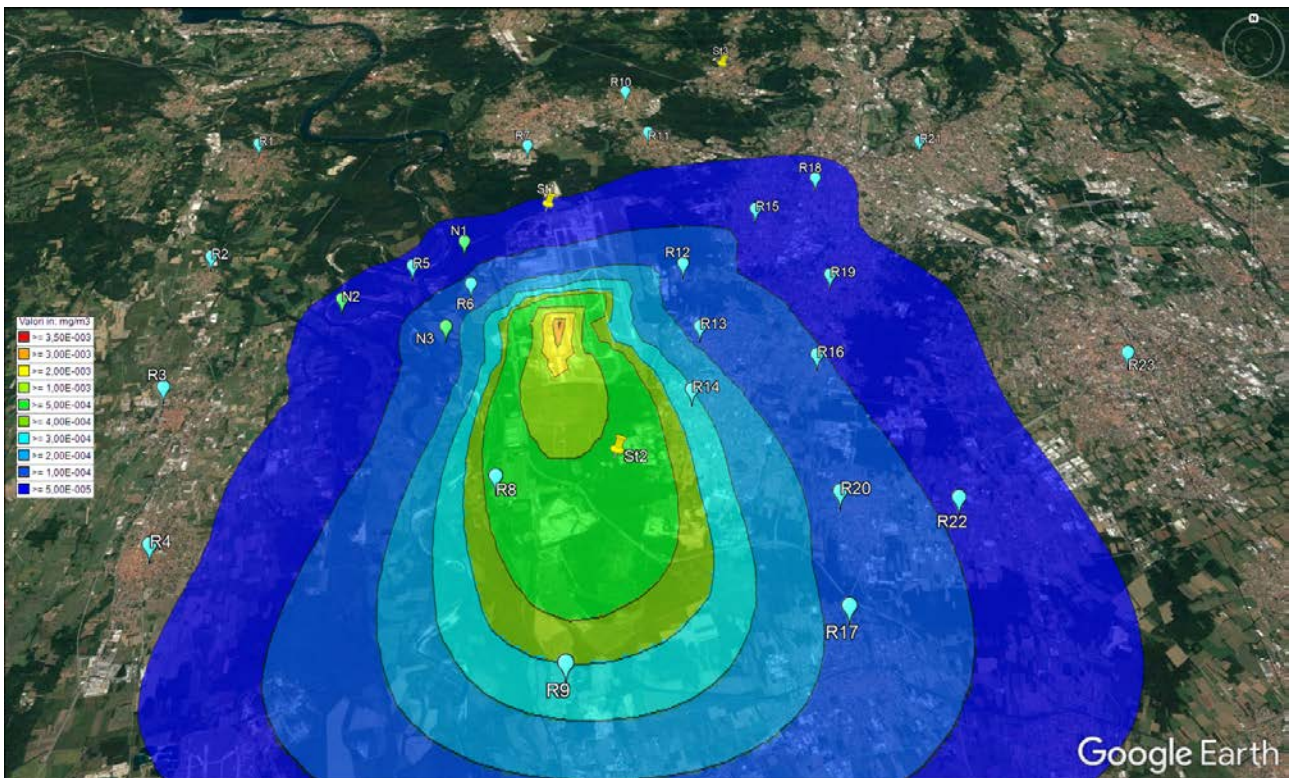 N
St3
R10
R1
R7
R11
R21
St1
R18
R15
N1
R2
R5
R12
R19
R6
N2
N3
R13
R16
R23
Valori in: mg/m3
>= 3,50E-003
>= 3,00E-003
>= 2,00E-003
>= 1,00E-003
>= 5,00E-004
>= 4,00E-004
>= 3,00E-004
>= 2,00E-004
>= 1,00E-004
>= 5,00E-005
R3
R14
St2
R8
R20
R22
R4
R17
R9
Google Earth